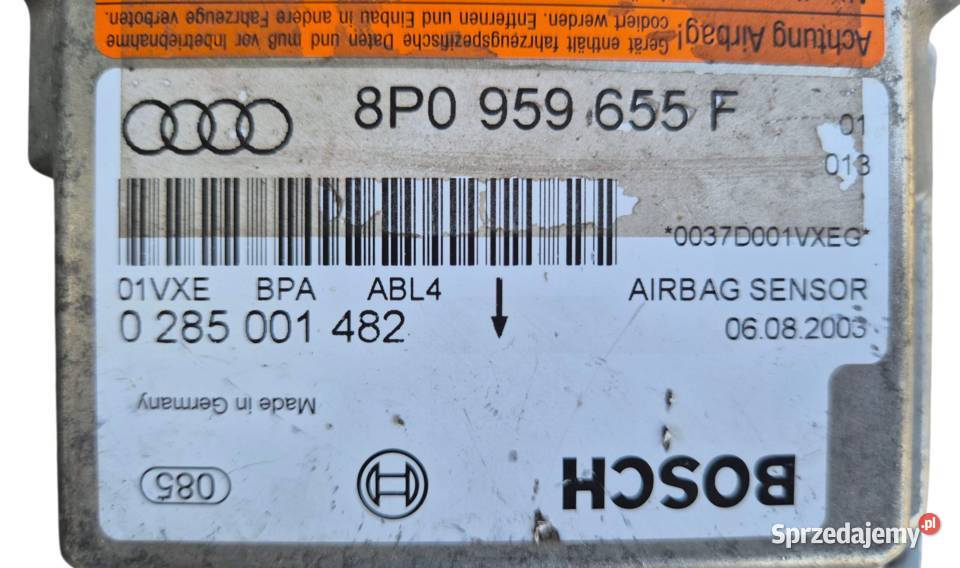 Achtung Airbag! Gerät enthält fahrzeugspezifische Daten und muß vor Inbetriebnahme
codiert werden. Entfernen und Einbau in andere Fahrzeuge verboten.
8P0 959 655 F
01
013
*0037D001VXEG*
01VXE BPA ABL4
AIRBAG SENSOR
0 285 001 482
06.08.2003
Made in Germany
085
BOSCH
Sprzedajemy.pl